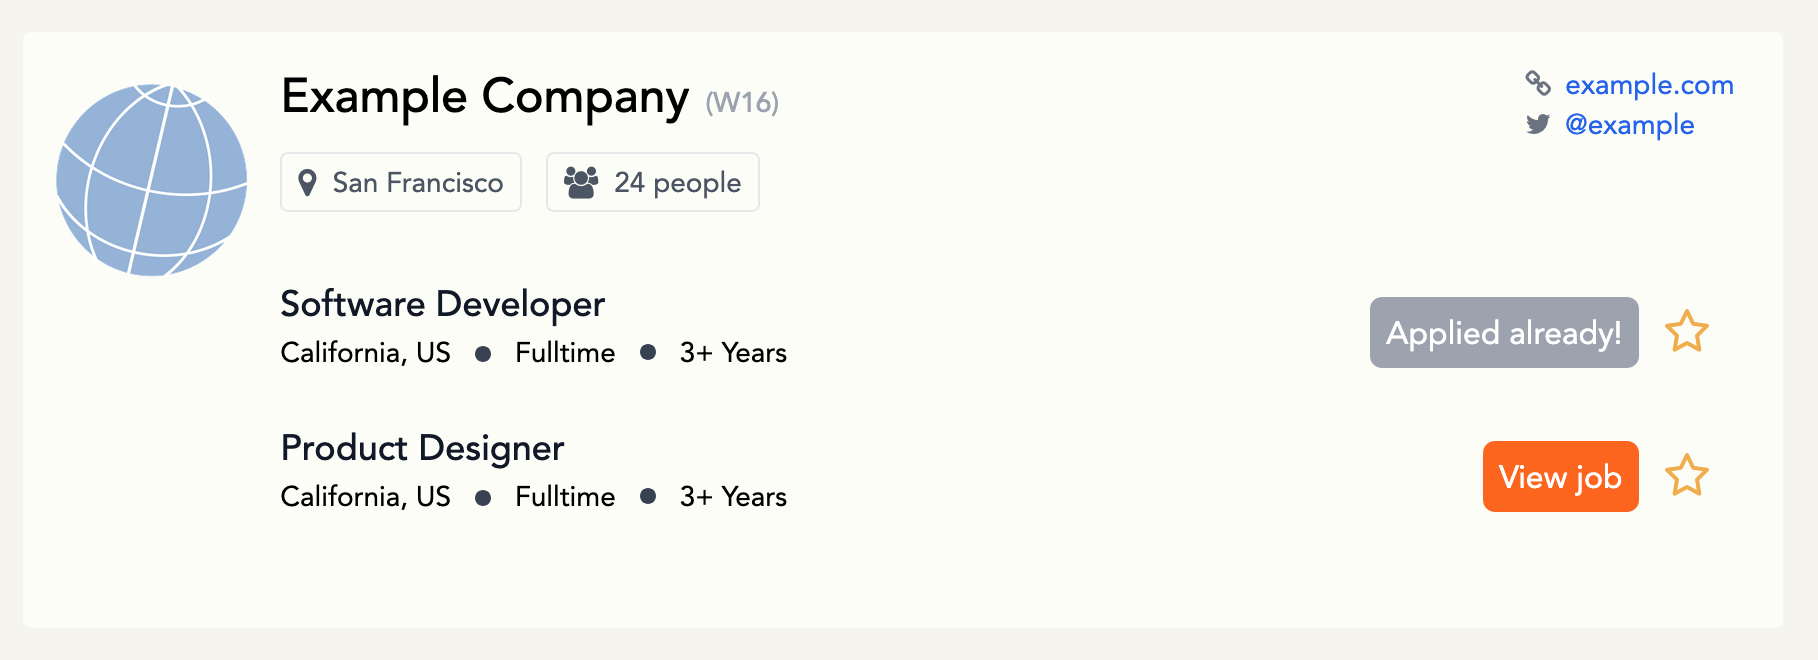 Example Company (W16)
example.com
@example
San Francisco
24 people
Software Developer
California, US ● Fulltime ● 3+ Years
Applied already!
Product Designer
California, US ● Fulltime ● 3+ Years
View job